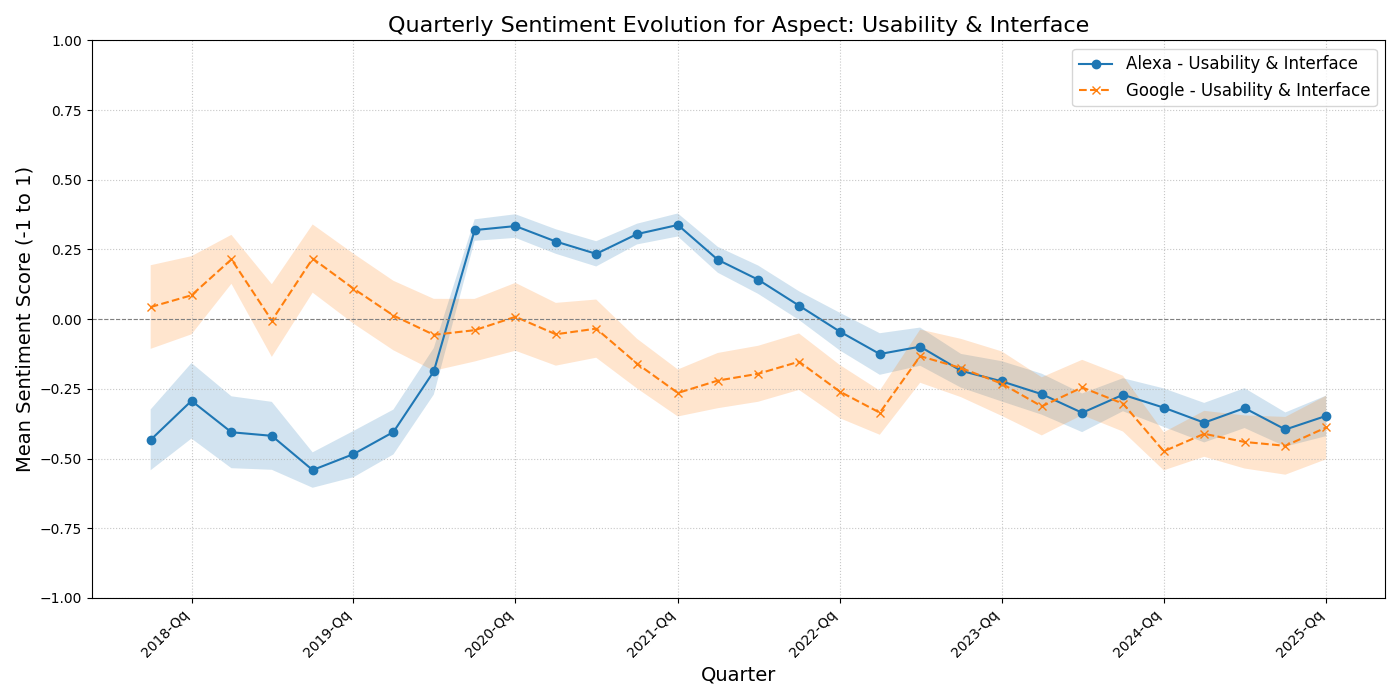 Quarterly Sentiment Evolution for Aspect: Usability & Interface
Alexa - Usability & Interface
Google - Usability & Interface
Mean Sentiment Score (-1 to 1)
1.00
0.75
0.50
0.25
0.00
−0.25
−0.50
−0.75
−1.00
2018-Qq
2019-Qq
2020-Qq
2021-Qq
2022-Qq
2023-Qq
2024-Qq
2025-Qq
Quarter